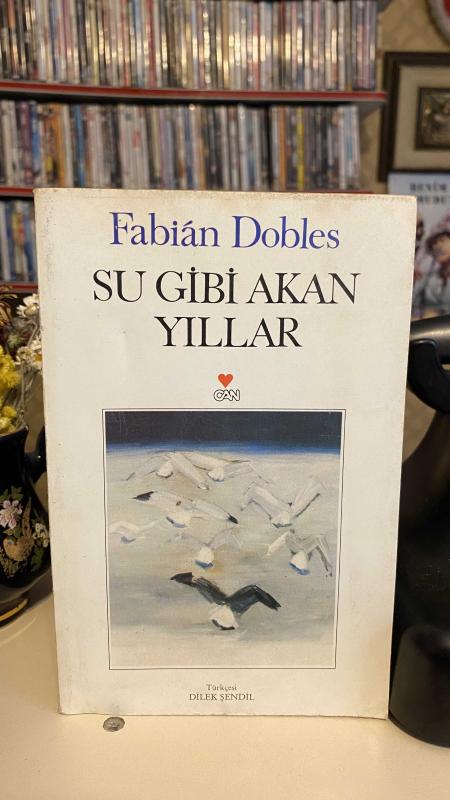 Fabián Dobles
SU GİBİ AKAN
YILLAR
CAN
Türkçesi
DİLEK ŞENDİL